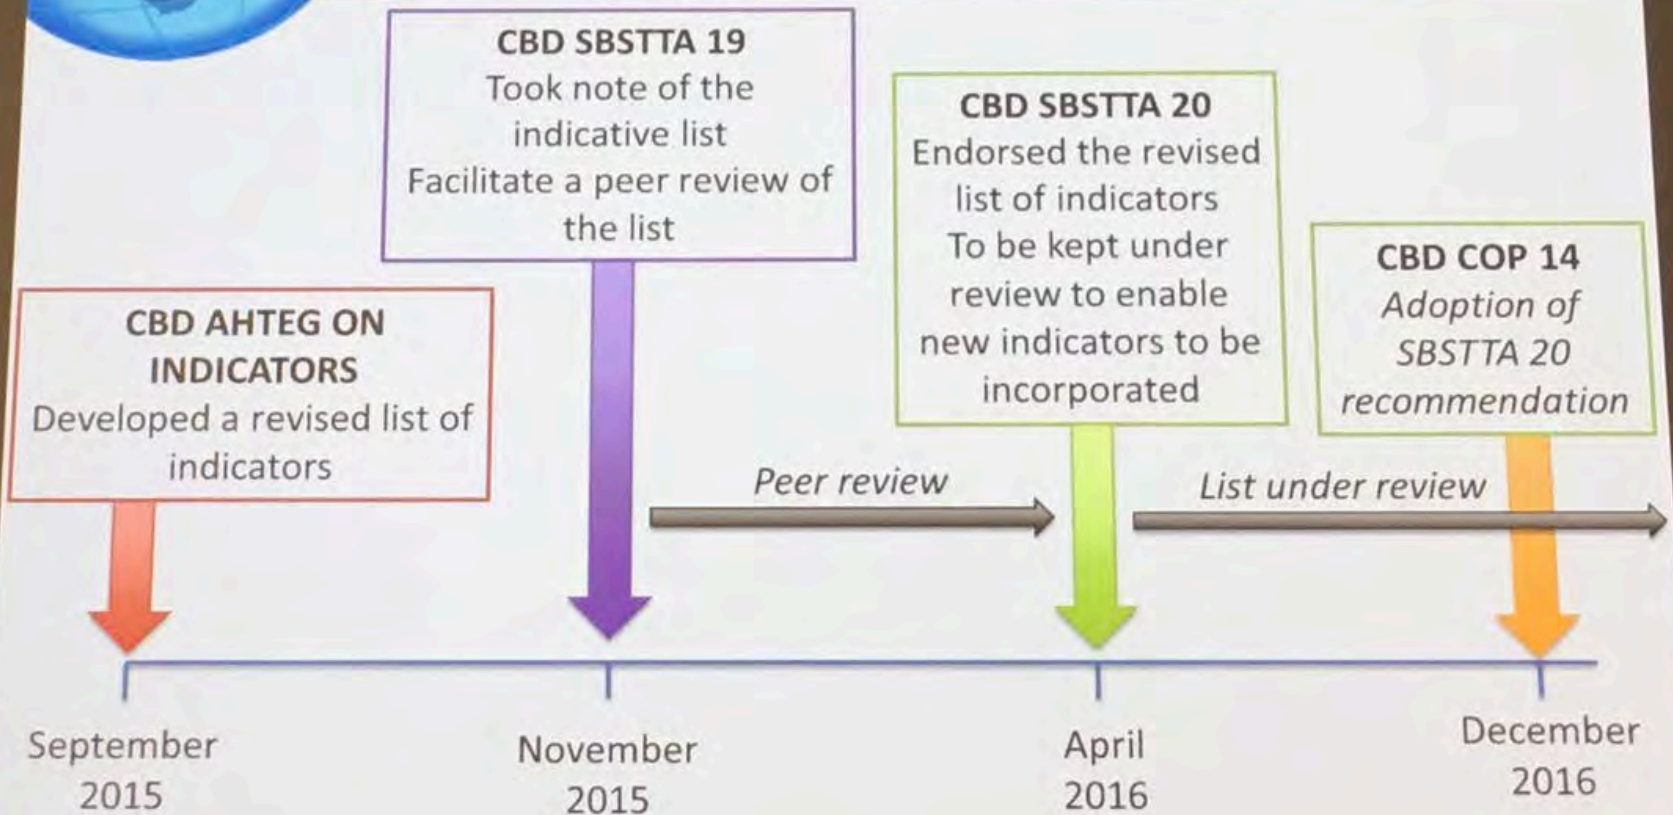 CBD SBSTTA 19
Took note of the
indicative list
Facilitate a peer review of
the list
CBD SBSTTA 20
Endorsed the revised
list of indicators
To be kept under
review to enable
new indicators to be
incorporated
CBD COP 14
Adoption of
SBSTTA 20
recommendation
CBD AHTEG ON
INDICATORS
Developed a revised list of
indicators
Peer review
List under review
September
2015
November
2015
April
2016
December
2016